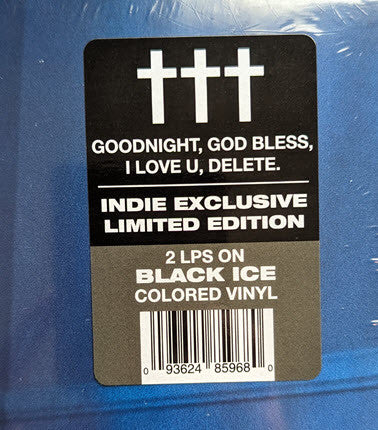 †††
GOODNIGHT, GOD BLESS,
I LOVE U, DELETE.
INDIE EXCLUSIVE
LIMITED EDITION
2 LPS ON
BLACK ICE
COLORED VINYL
0 93624 85968 0